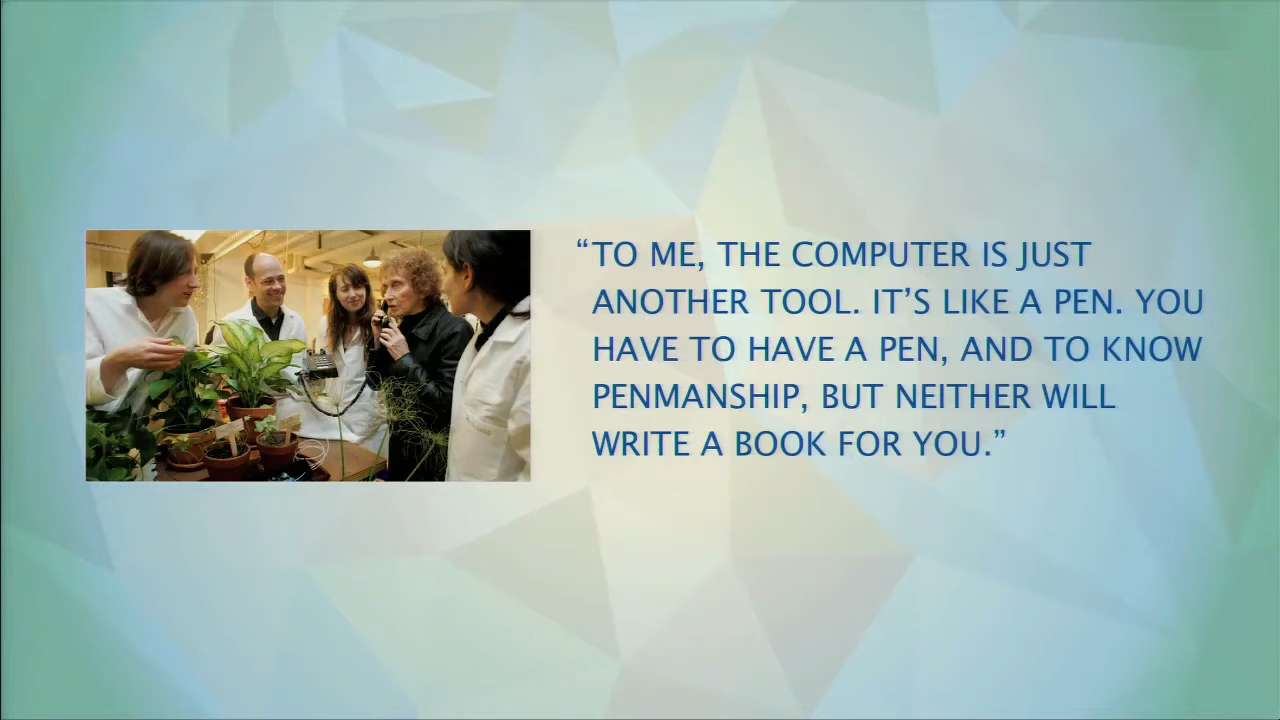 “TO ME, THE COMPUTER IS JUST
ANOTHER TOOL. IT’S LIKE A PEN. YOU
HAVE TO HAVE A PEN, AND TO KNOW
PENMANSHIP, BUT NEITHER WILL
WRITE A BOOK FOR YOU.”